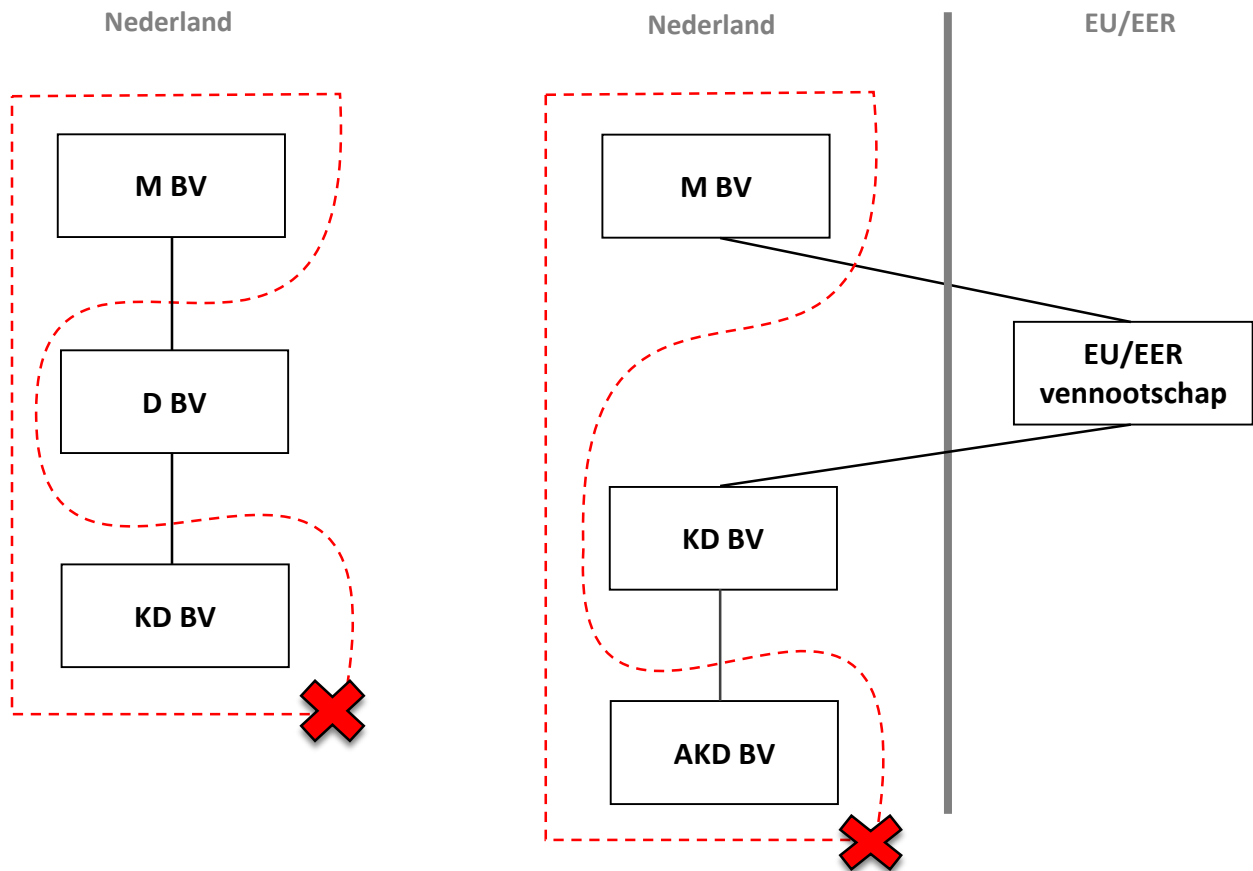 Nederland
Nederland
EU/EER
M BV
M BV
D BV
EU/EER
vennootschap
KD BV
KD BV
AKD BV